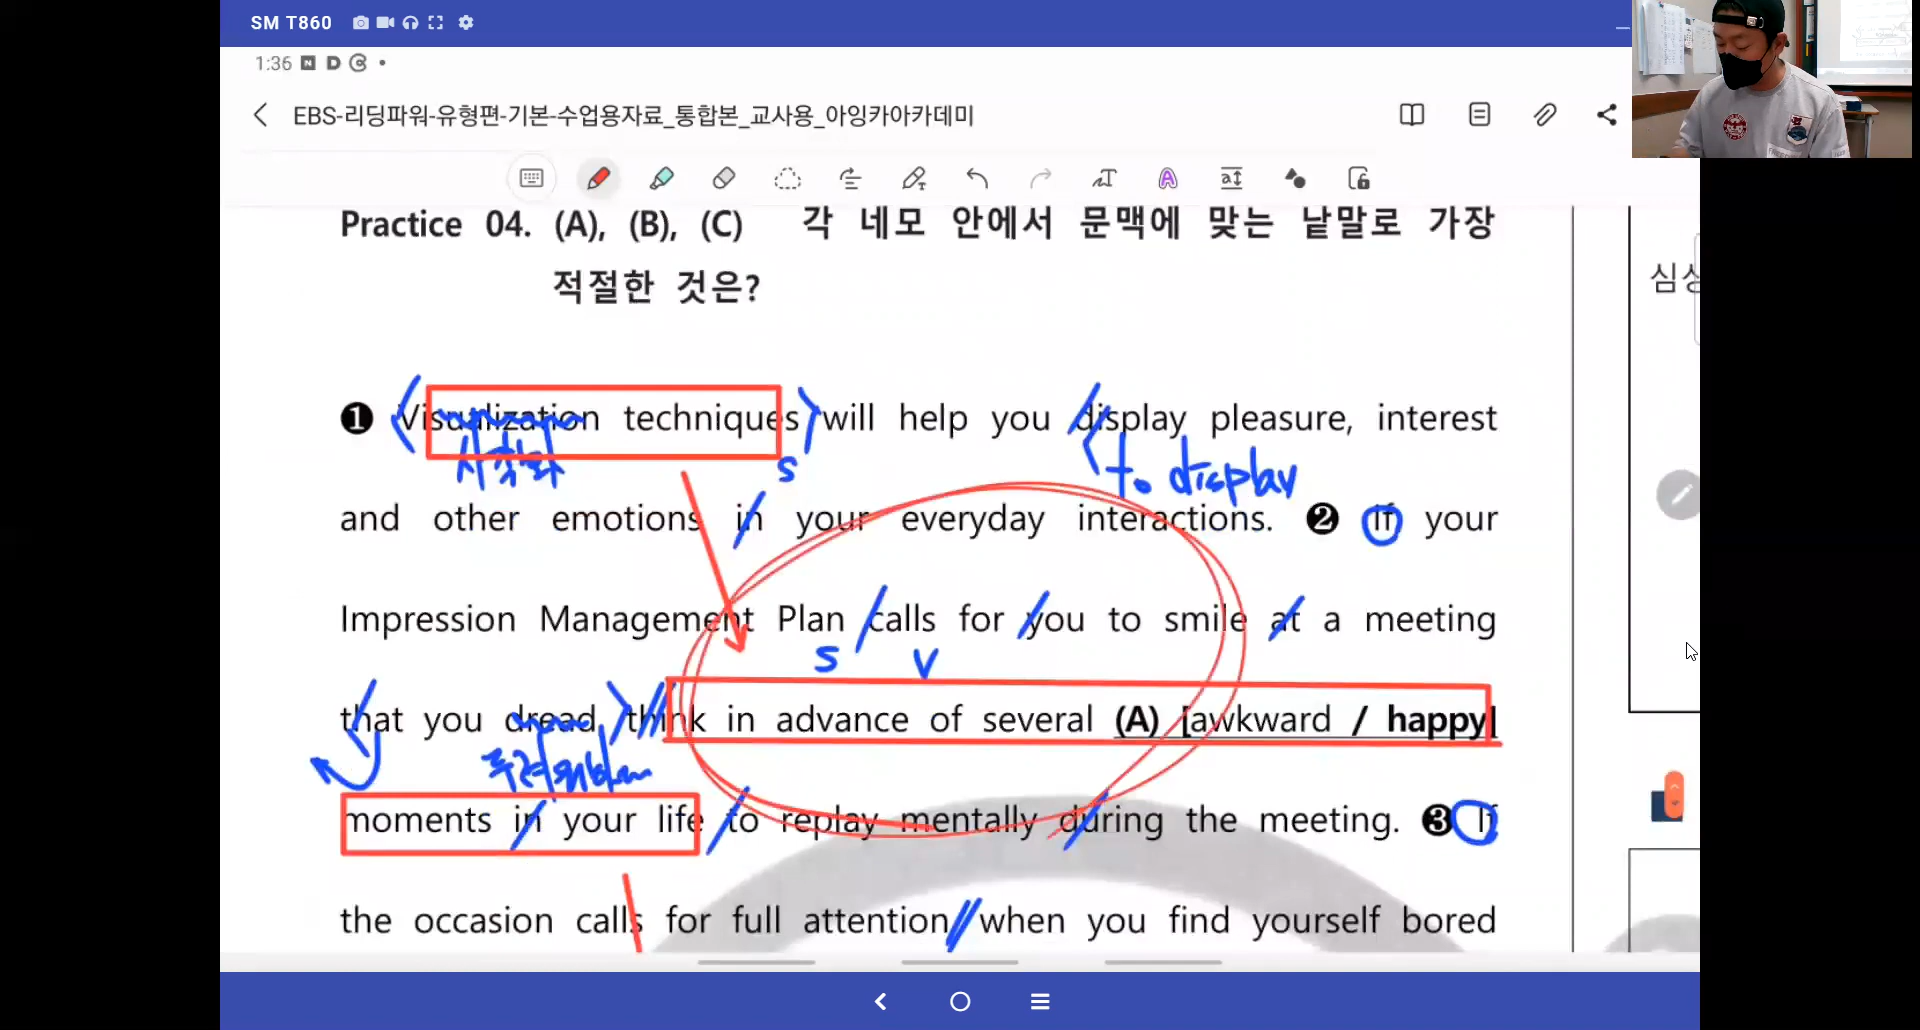 SM T860
1:36
EBS-리딩파워-유형편-기본-수업용자료_통합본_교사용_아잉카아카데미
Practice 04. (A), (B), (C) 각 네모 안에서 문맥에 맞는 낱말로 가장
적절한 것은?
심상
❶ Visualization techniques will help you display pleasure, interest
시각화 s to display
and other emotions in your everyday interactions. ❷ If your
Impression Management Plan calls for you to smile at a meeting
s v
that you dread, think in advance of several (A) [awkward / happy]
moments in your life to replay mentally during the meeting. ❸ If
the occasion calls for full attention when you find yourself bored